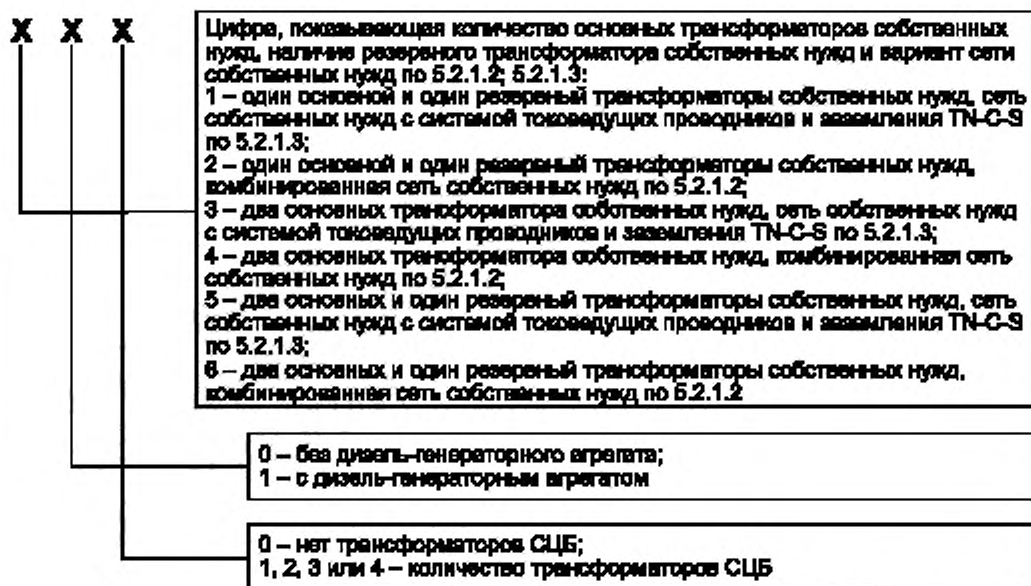 X X X
Цифра, показывающая количество основных трансформаторов собственных
нужд, наличие резервного трансформатора собственных нужд и вариант сети
собственных нужд по 5.2.1.2; 5.2.1.3:
1 – один основной и один резервный трансформаторы собственных нужд, сеть
собственных нужд с системой токоведущих проводников и заземления TN-C-S
по 5.2.1.3;
2 – один основной и один резервный трансформаторы собственных нужд,
комбинированная сеть собственных нужд по 5.2.1.2;
3 – два основных трансформатора собственных нужд, сеть собственных нужд
с системой токоведущих проводников и заземления TN-C-S по 5.2.1.3;
4 – два основных трансформатора собственных нужд, комбинированная сеть
собственных нужд по 5.2.1.2;
5 – два основных и один резервный трансформаторы собственных нужд, сеть
собственных нужд с системой токоведущих проводников и заземления TN-C-S
по 5.2.1.3;
6 – два основных и один резервный трансформаторы собственных нужд,
комбинированная сеть собственных нужд по 5.2.1.2
0 – без дизель-генераторного агрегата;
1 – с дизель-генераторным агрегатом
0 – нет трансформаторов СЦБ;
1, 2, 3 или 4 – количество трансформаторов СЦБ